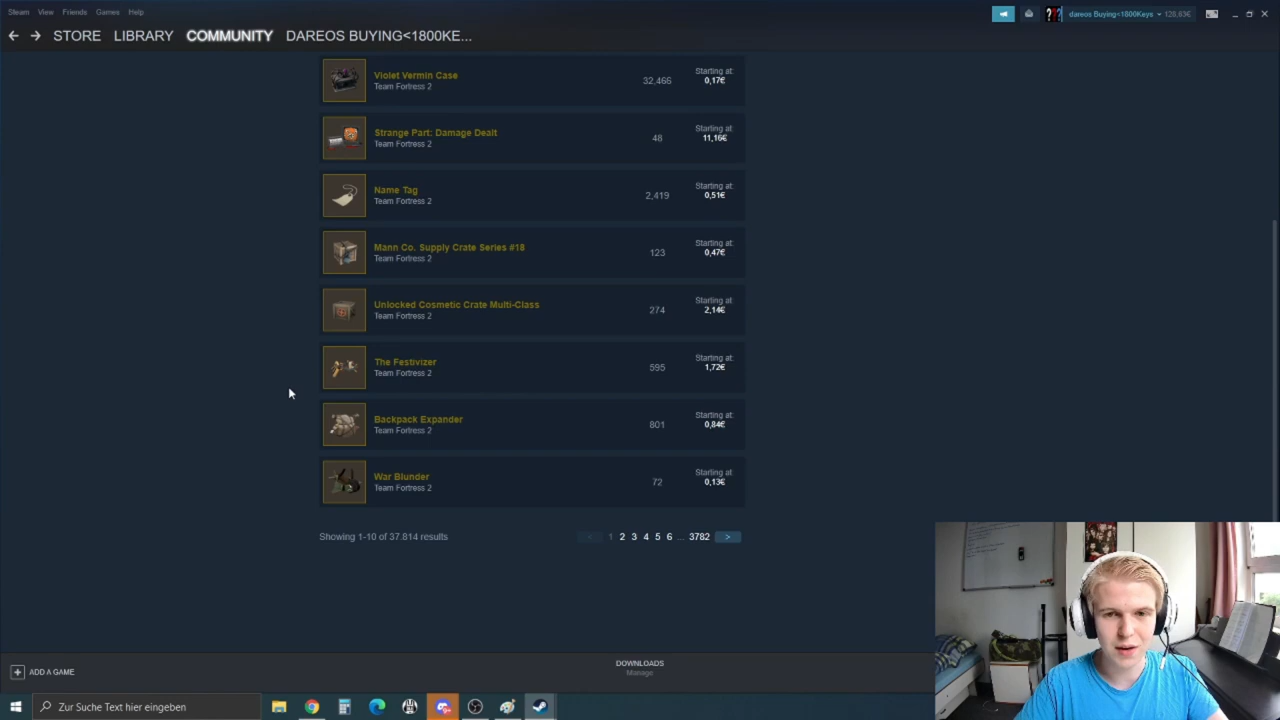 Steam View Friends Games Help
dareos Buying<1800Keys 128,63€
STORE LIBRARY COMMUNITY DAREOS BUYING<1800KE...
Violet Vermin Case
Team Fortress 2
32,466
Starting at:
0,17€
Strange Part: Damage Dealt
Team Fortress 2
48
Starting at:
11,16€
Name Tag
Team Fortress 2
2,419
Starting at:
0,51€
Mann Co. Supply Crate Series #18
Team Fortress 2
123
Starting at:
0,47€
Unlocked Cosmetic Crate Multi-Class
Team Fortress 2
274
Starting at:
2,14€
The Festivizer
Team Fortress 2
595
Starting at:
1,72€
Backpack Expander
Team Fortress 2
801
Starting at:
0,84€
War Blunder
Team Fortress 2
72
Starting at:
0,13€
Showing 1-10 of 37.814 results
< 1 2 3 4 5 6 ... 3782 >
ADD A GAME
DOWNLOADS
Manage
Zur Suche Text hier eingeben